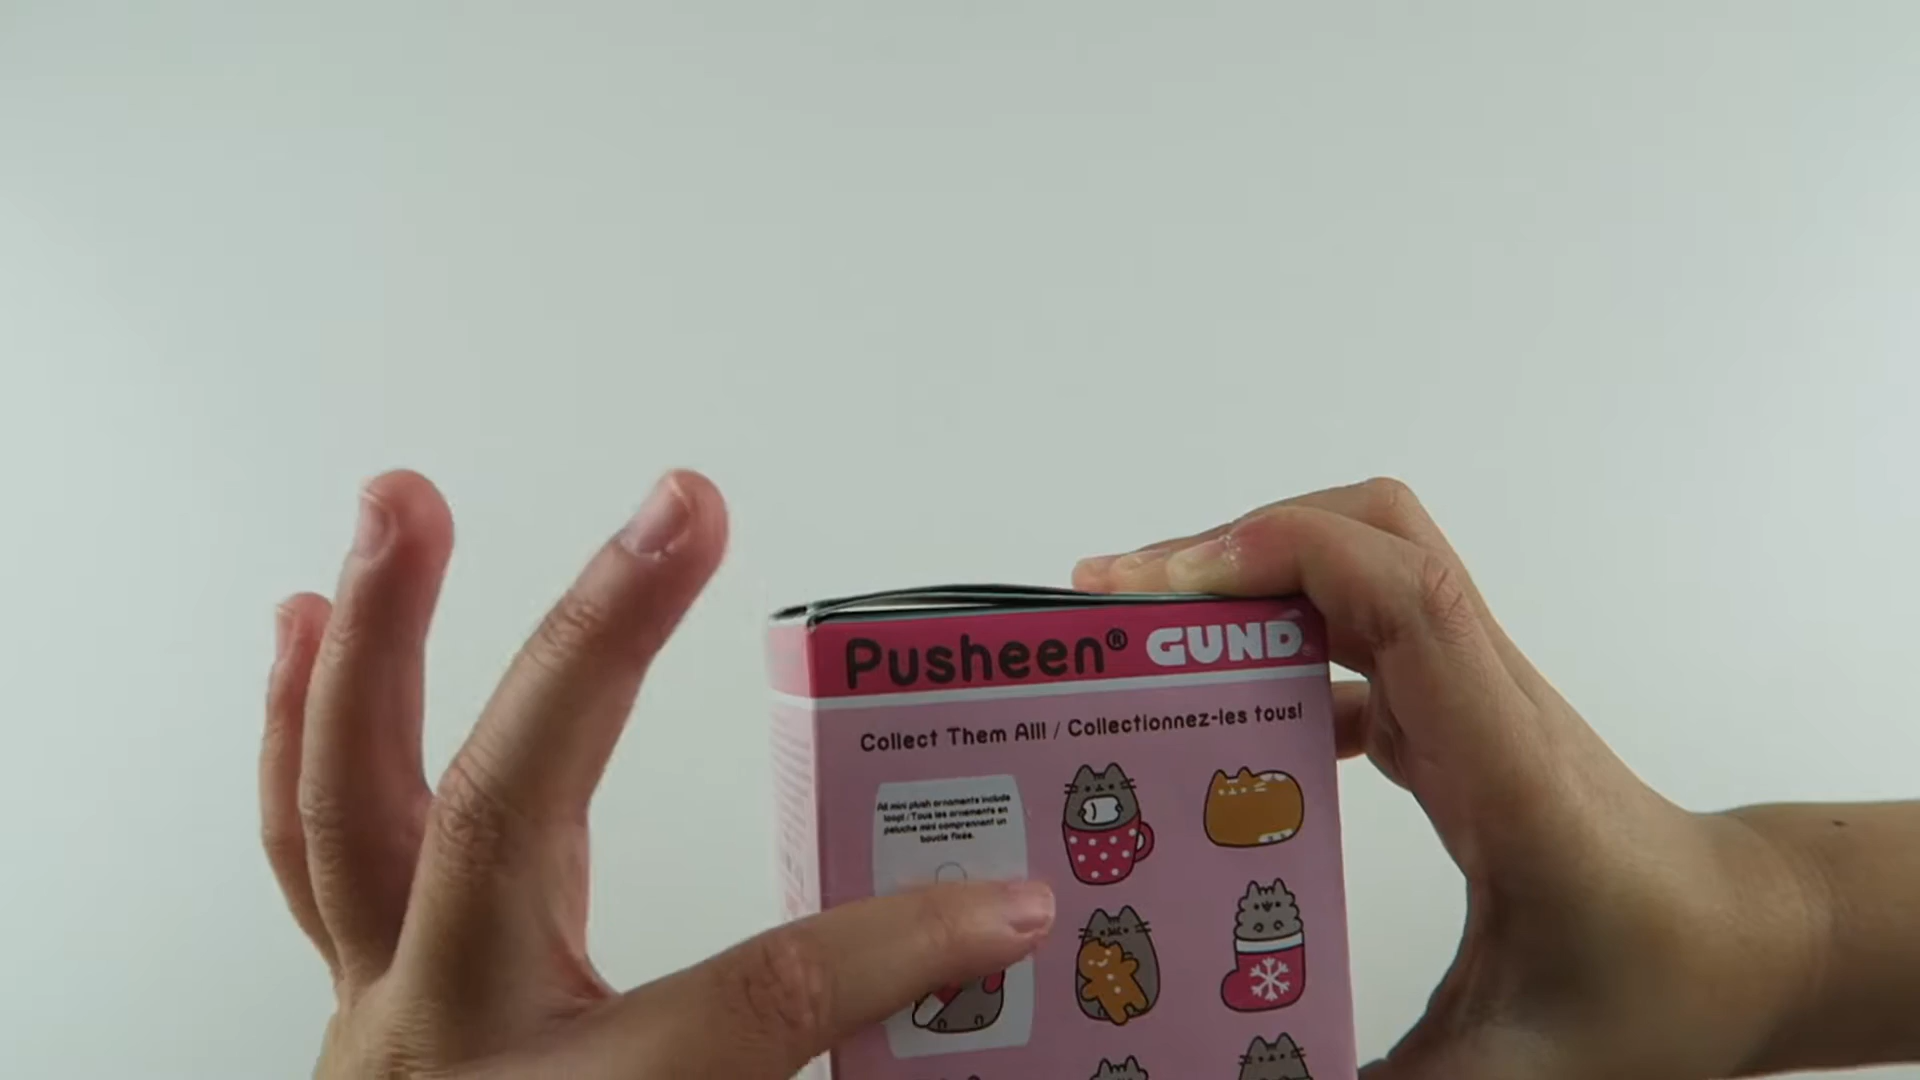 Pusheen® GUND
Collect Them All! / Collectionnez-les tous!
All mini plush ornaments include
loop! / Tous les ornements en
peluche mini comprennent un
boucle fixée.